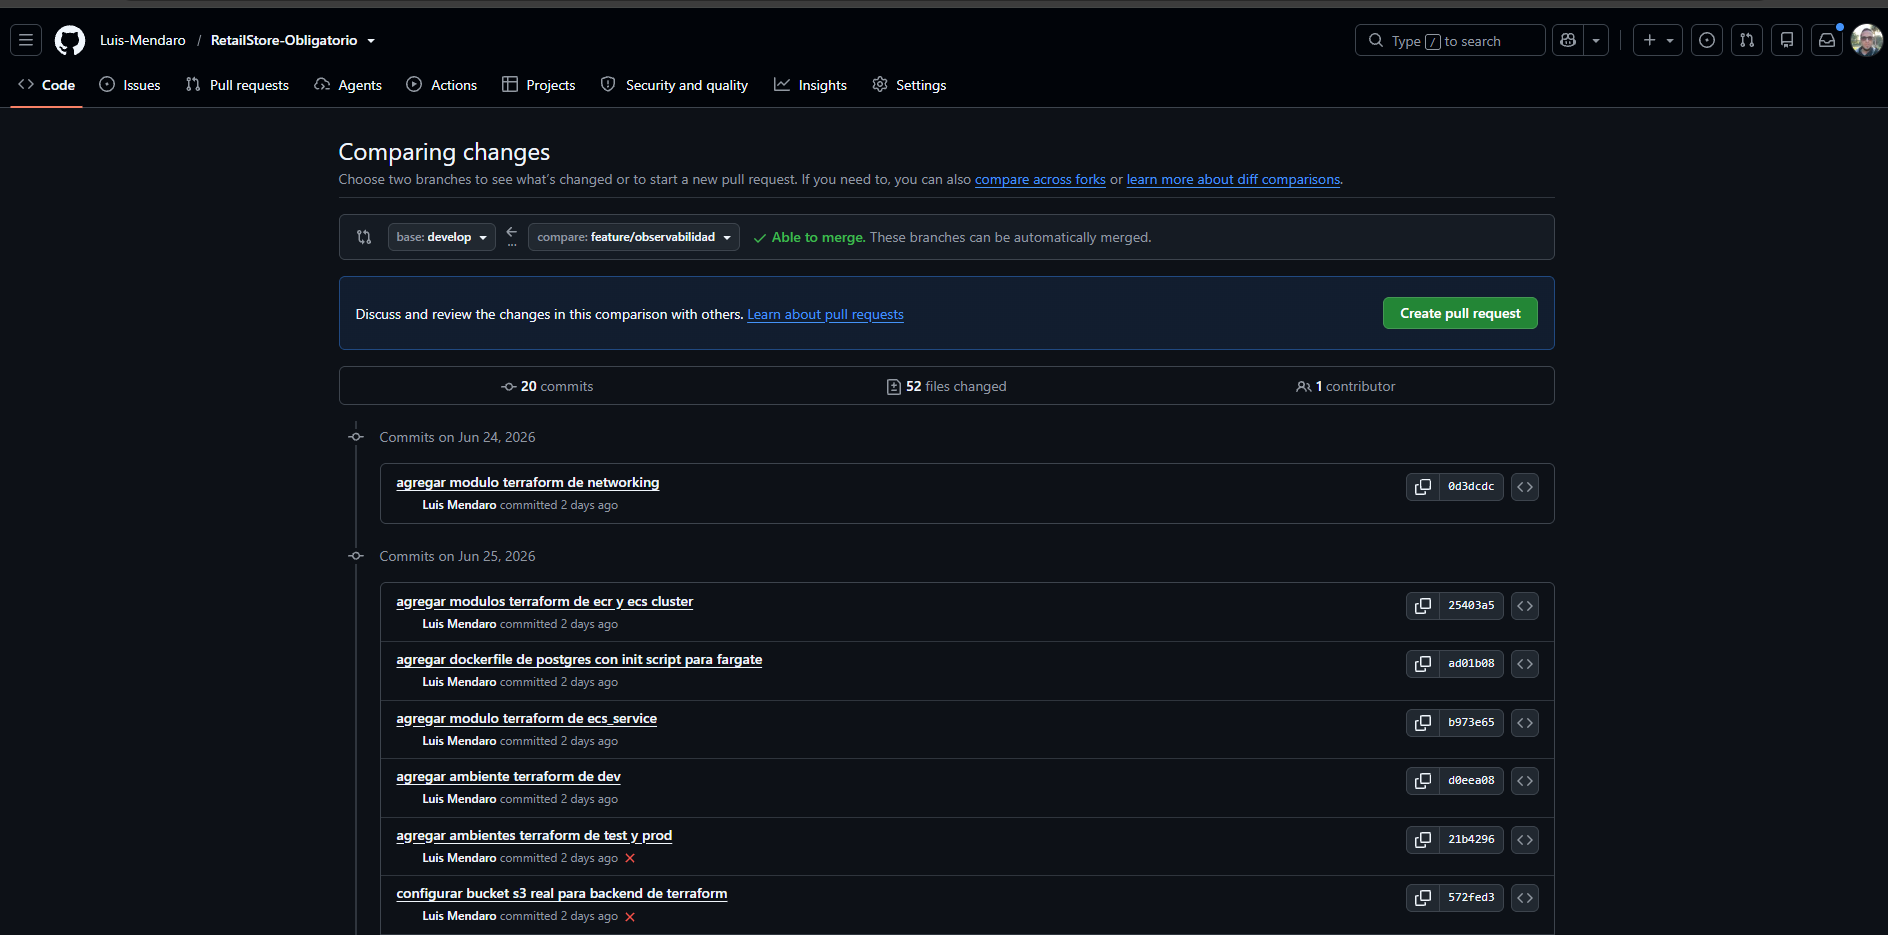 Luis-Mendaro / RetailStore-Obligatorio
Type / to search
Code Issues Pull requests Agents Actions Projects Security and quality Insights Settings
Comparing changes
Choose two branches to see what's changed or to start a new pull request. If you need to, you can also compare across forks or learn more about diff comparisons.
base: develop ... compare: feature/observabilidad Able to merge. These branches can be automatically merged.
Discuss and review the changes in this comparison with others. Learn about pull requests
Create pull request
20 commits
52 files changed
1 contributor
Commits on Jun 24, 2026
agregar modulo terraform de networking
0d3dcdc
Luis Mendaro committed 2 days ago
Commits on Jun 25, 2026
agregar modulos terraform de ecr y ecs cluster
25403a5
Luis Mendaro committed 2 days ago
agregar dockerfile de postgres con init script para fargate
ad01b08
Luis Mendaro committed 2 days ago
agregar modulo terraform de ecs_service
b973e65
Luis Mendaro committed 2 days ago
agregar ambiente terraform de dev
d0eea08
Luis Mendaro committed 2 days ago
agregar ambientes terraform de test y prod
21b4296
Luis Mendaro committed 2 days ago
configurar bucket s3 real para backend de terraform
572fed3
Luis Mendaro committed 2 days ago